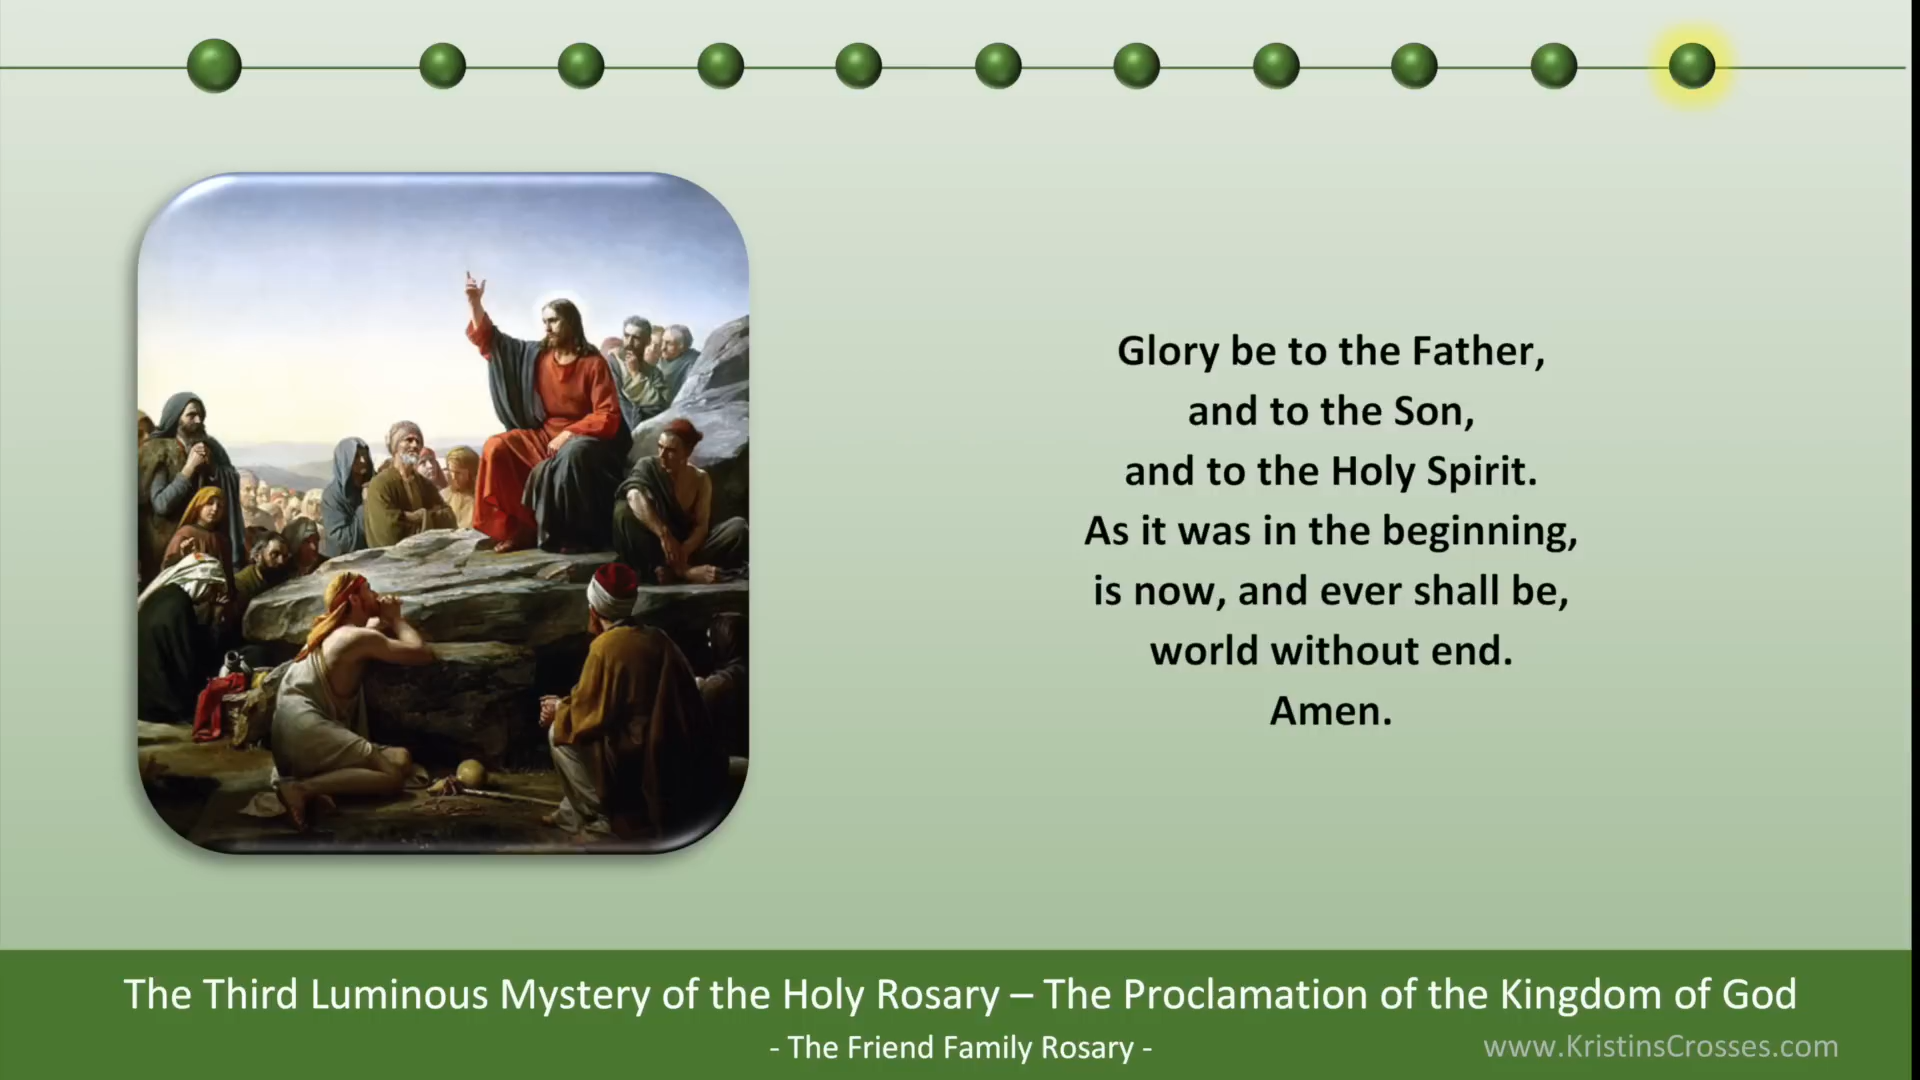 Glory be to the Father,
and to the Son,
and to the Holy Spirit.
As it was in the beginning,
is now, and ever shall be,
world without end.
Amen.
The Third Luminous Mystery of the Holy Rosary – The Proclamation of the Kingdom of God
- The Friend Family Rosary -
www.KristinsCrosses.com